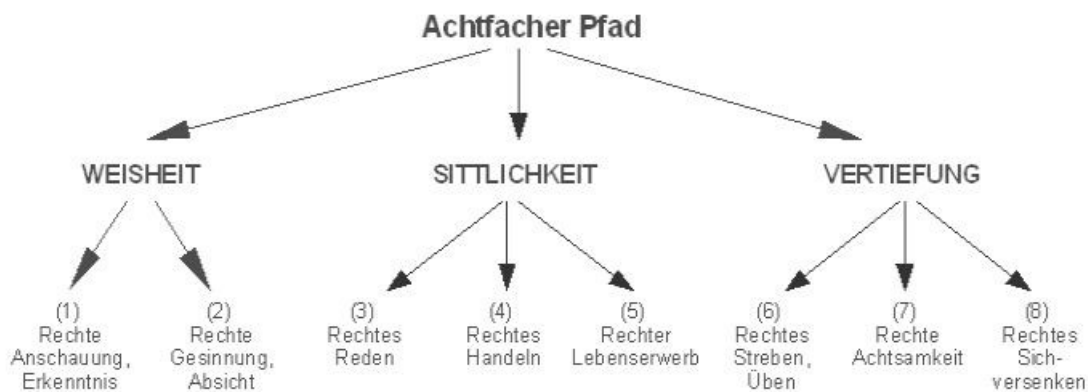 Achtfacher Pfad
WEISHEIT
SITTLICHKEIT
VERTIEFUNG
(1)
Rechte
Anschauung,
Erkenntnis
(2)
Rechte
Gesinnung,
Absicht
(3)
Rechtes
Reden
(4)
Rechtes
Handeln
(5)
Rechter
Lebenserwerb
(6)
Rechtes
Streben,
Üben
(7)
Rechte
Achtsamkeit
(8)
Rechtes
Sich-
versenken